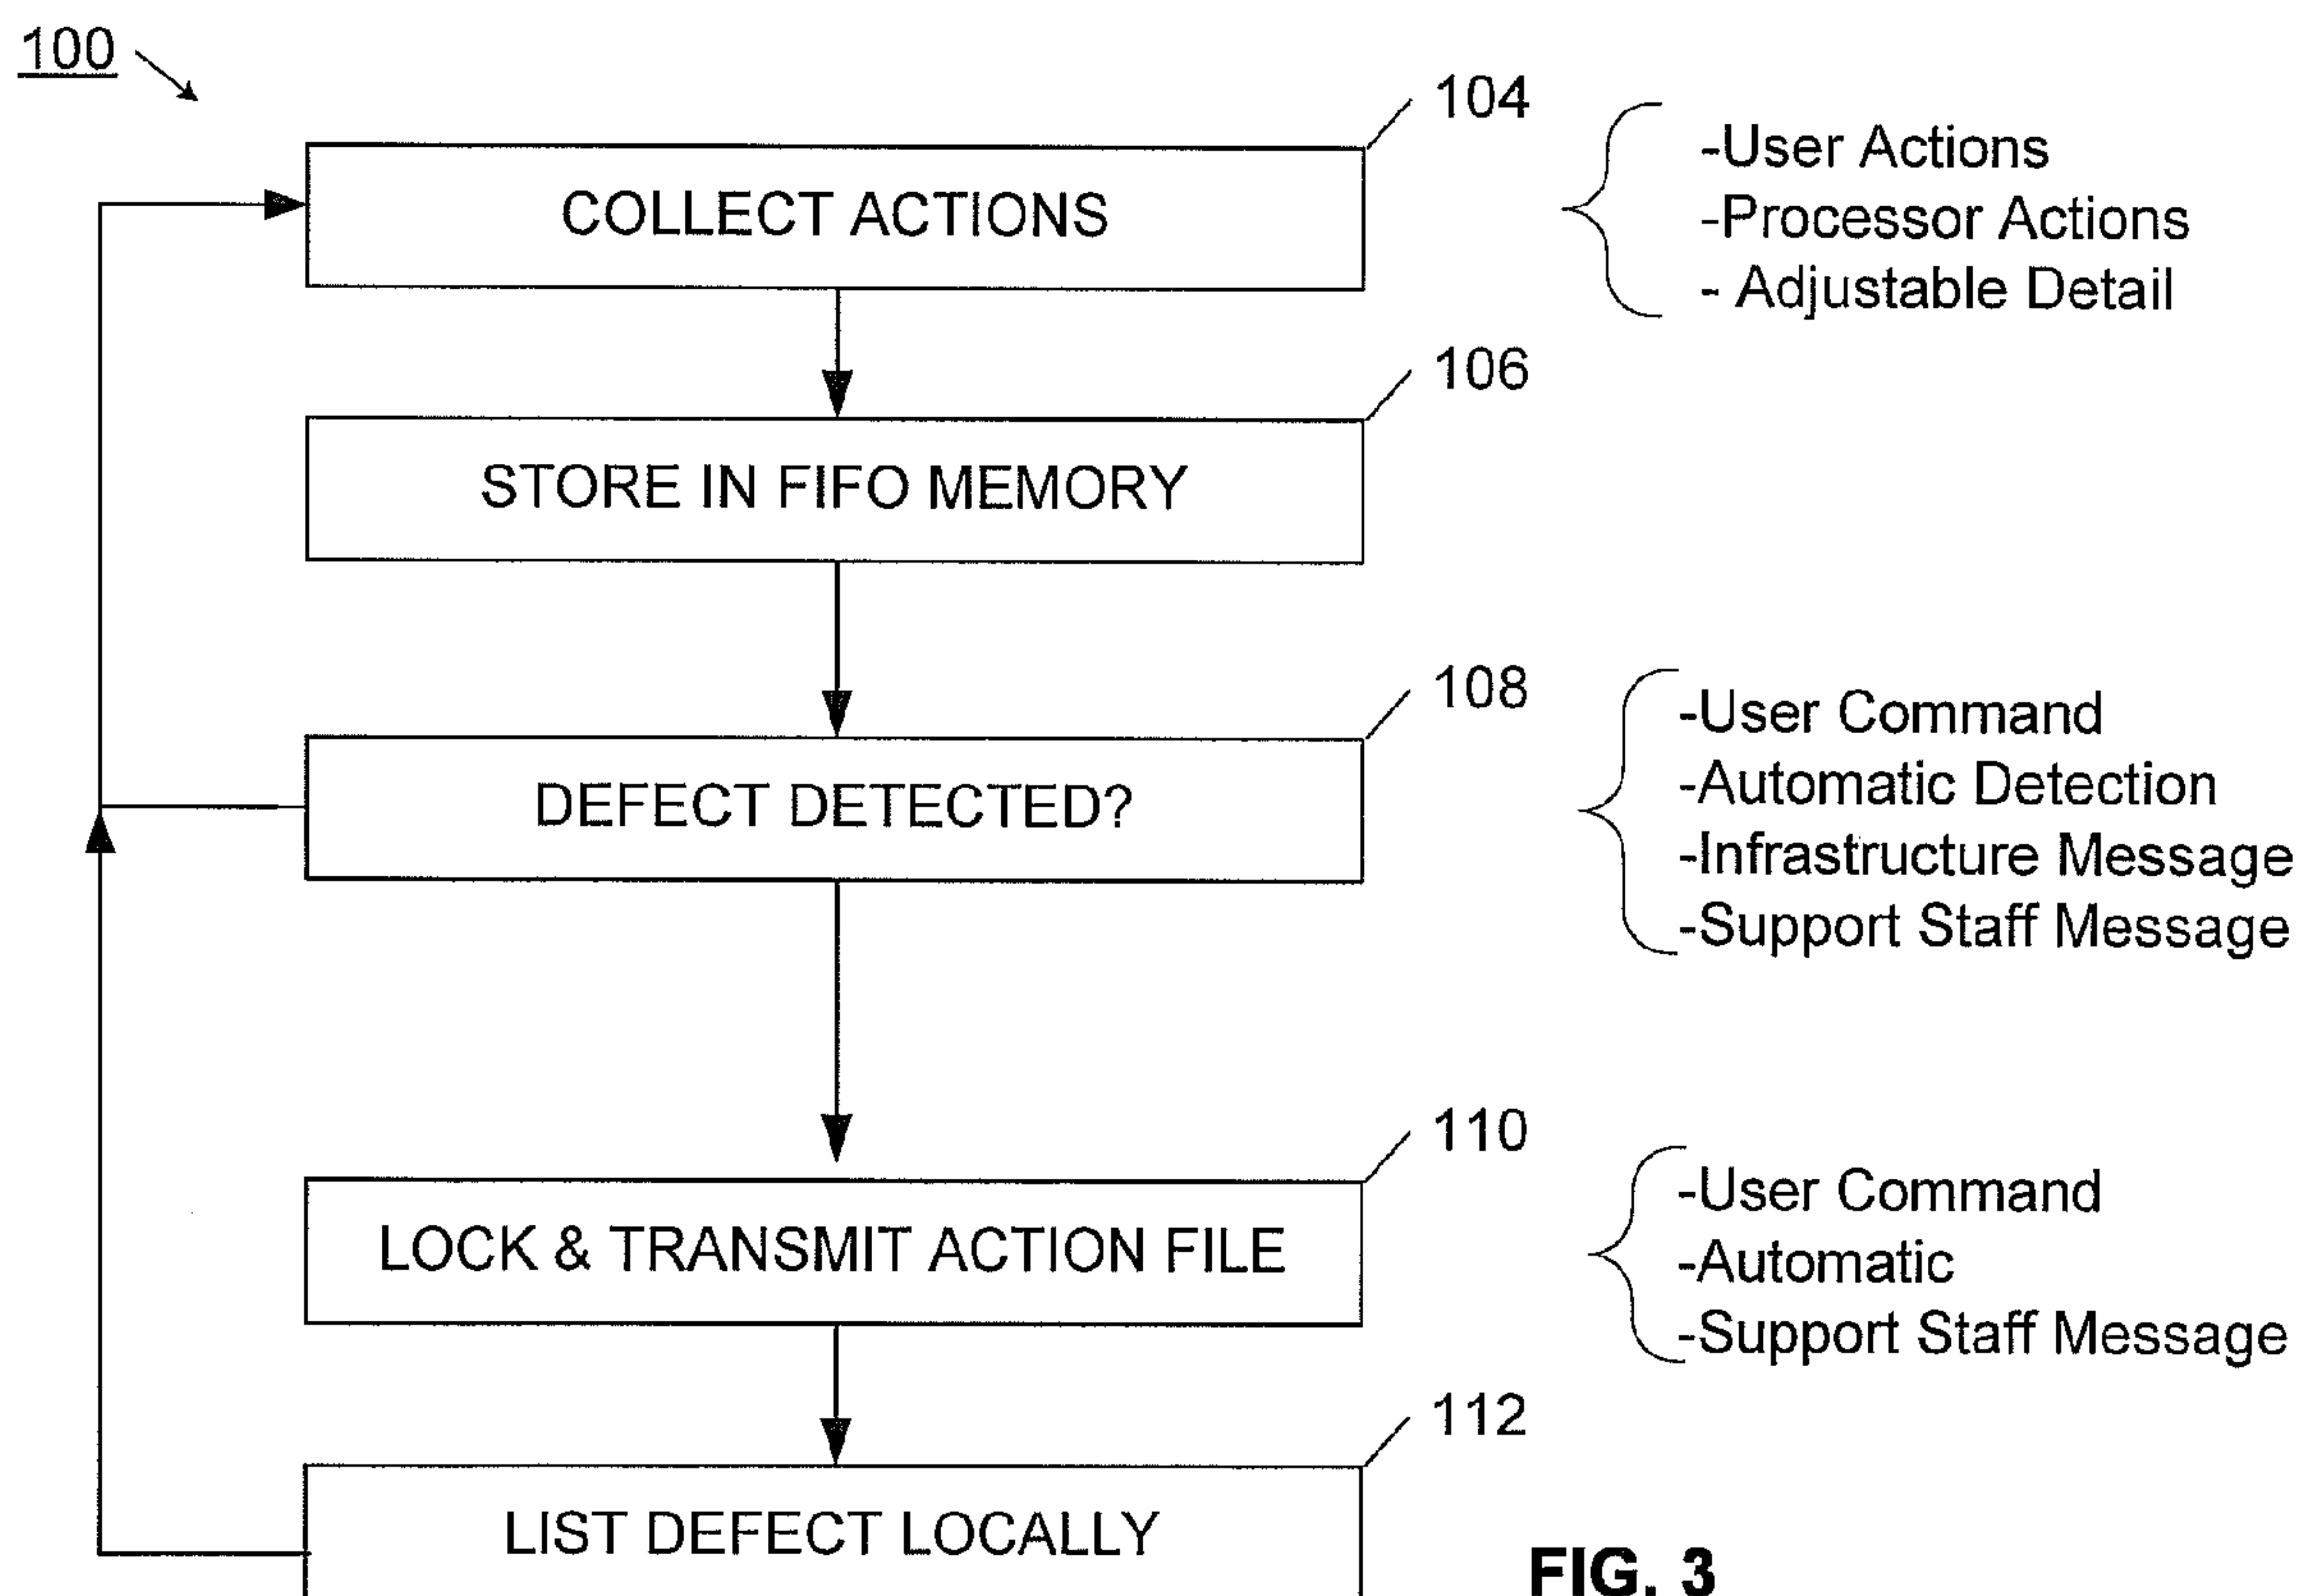 100
104
COLLECT ACTIONS
-User Actions
-Processor Actions
- Adjustable Detail
106
STORE IN FIFO MEMORY
108
DEFECT DETECTED?
-User Command
-Automatic Detection
-Infrastructure Message
-Support Staff Message
110
LOCK & TRANSMIT ACTION FILE
-User Command
-Automatic
-Support Staff Message
112
LIST DEFECT LOCALLY
FIG. 3